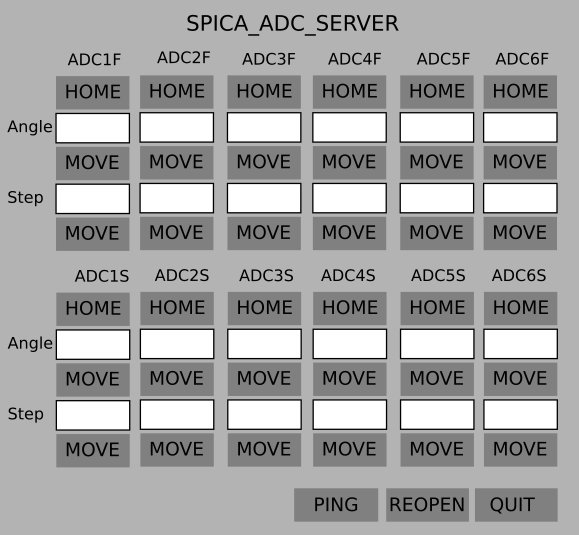 SPICA_ADC_SERVER
ADC1F ADC2F ADC3F ADC4F ADC5F ADC6F
HOME HOME HOME HOME HOME HOME
Angle
MOVE MOVE MOVE MOVE MOVE MOVE
Step
MOVE MOVE MOVE MOVE MOVE MOVE
ADC1S ADC2S ADC3S ADC4S ADC5S ADC6S
HOME HOME HOME HOME HOME HOME
Angle
MOVE MOVE MOVE MOVE MOVE MOVE
Step
MOVE MOVE MOVE MOVE MOVE MOVE
PING REOPEN QUIT